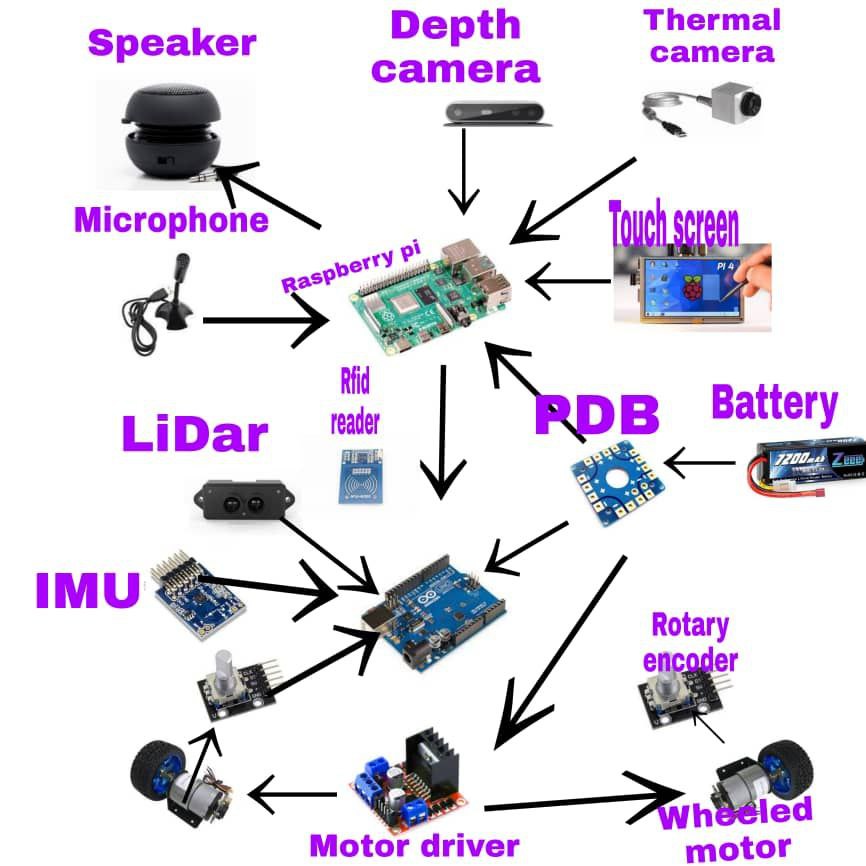 Speaker
Depth
camera
Thermal
camera
Microphone
Raspberry pi
Touch screen
PI 4
Rfid
reader
LiDar
PDB
Battery
7200mAh
Zeee
IMU
Rotary
encoder
Motor driver
Wheeled
motor